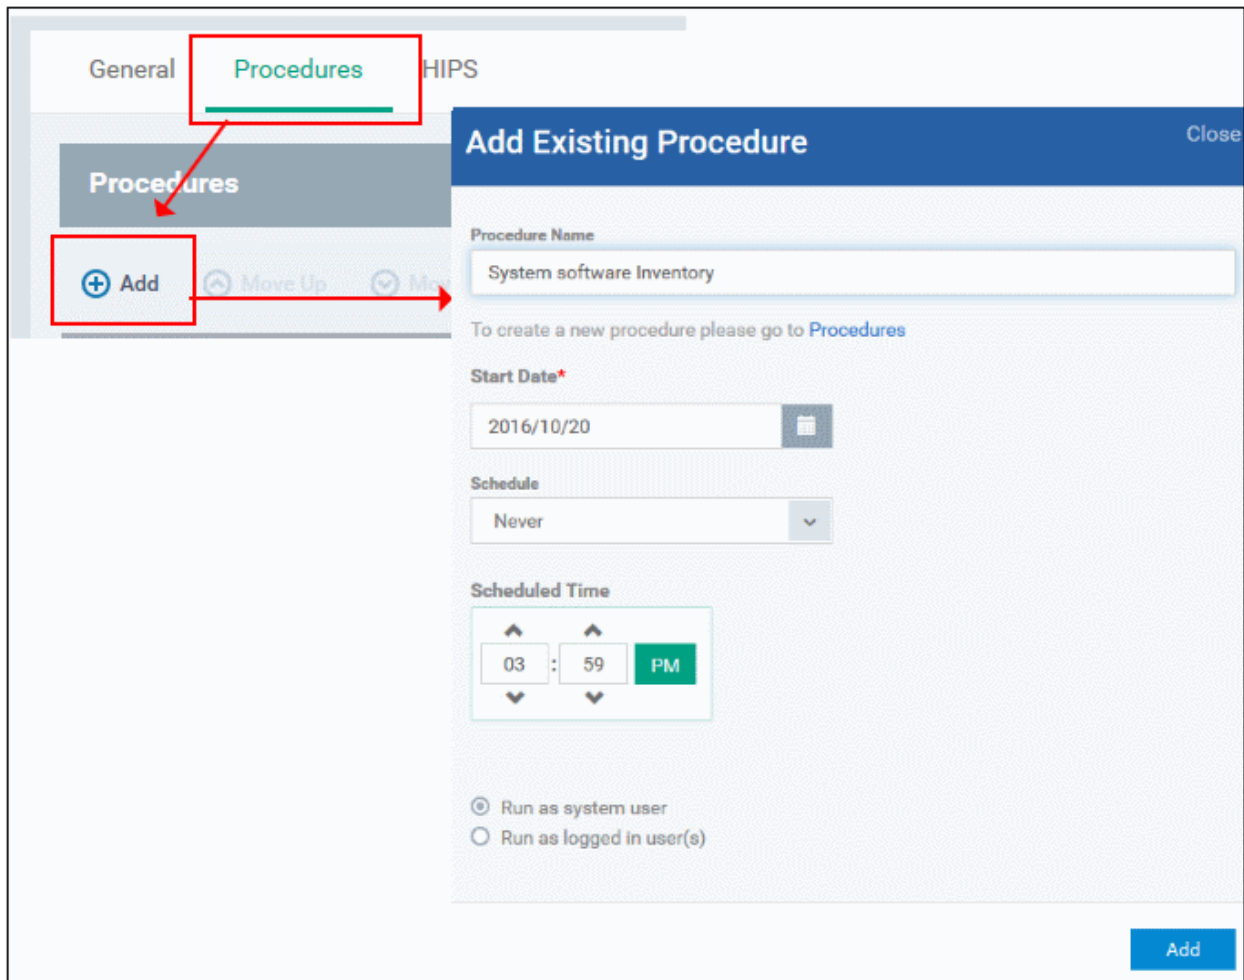 General Procedures HIPS
Procedures
Add Move Up
Add Existing Procedure Close
Procedure Name
System software Inventory
To create a new procedure please go to Procedures
Start Date*
2016/10/20
Schedule
Never
Scheduled Time
03 : 59 PM
Run as system user
Run as logged in user(s)
Add